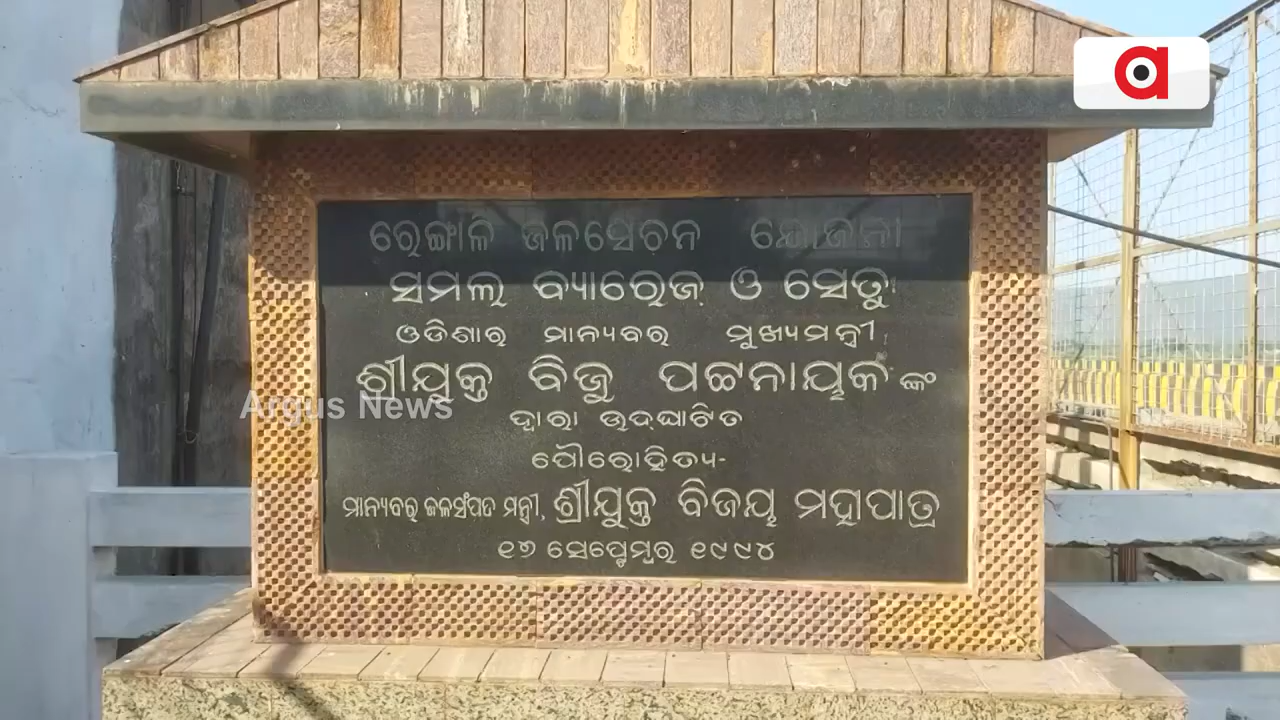 ରେଙ୍ଗାଳି ଜଳସେଚନ ଯୋଜନା
ସମଲ ବ୍ୟାରେଜ୍ ଓ ସେତୁ
ଓଡିଶାର ମାନ୍ୟବର ମୁଖ୍ୟମନ୍ତ୍ରୀ
ଶ୍ରୀଯୁକ୍ତ ବିଜୁ ପଟ୍ଟନାୟକ ଙ୍କ
Argus News
ଦ୍ୱାରା ଉଦ୍‌ଘାଟିତ
ପୌରୋହିତ୍ୟ-
ମାନ୍ୟବର ଜଳସଂପଦ ମନ୍ତ୍ରୀ, ଶ୍ରୀଯୁକ୍ତ ବିଜୟ ମହାପାତ୍ର
୧୭ ସେପ୍ଟେମ୍ବର ୧୯୯୪